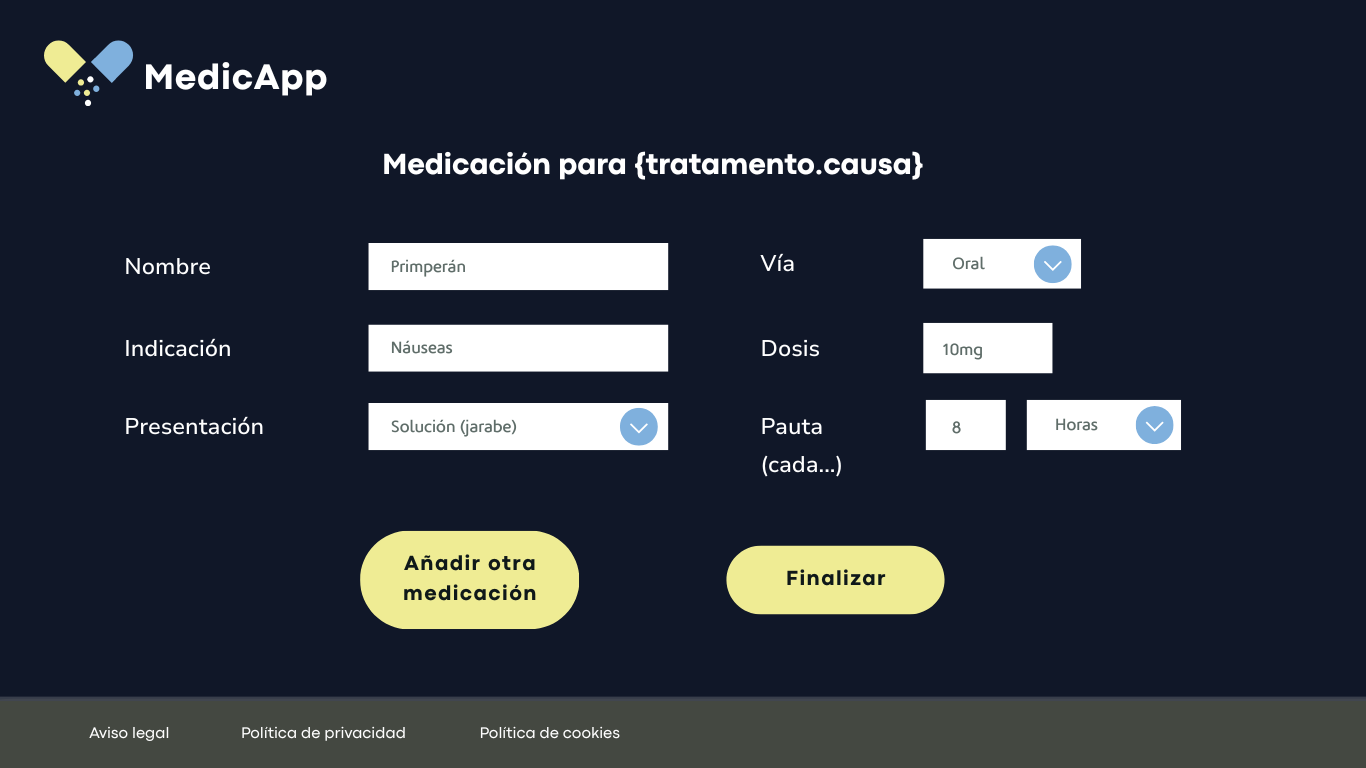 MedicApp
Medicación para {tratamento.causa}
Nombre
Primperán
Vía
Oral
Indicación
Náuseas
Dosis
10mg
Presentación
Solución (jarabe)
Pauta
(cada...)
8
Horas
Añadir otra
medicación
Finalizar
Aviso legal
Política de privacidad
Política de cookies